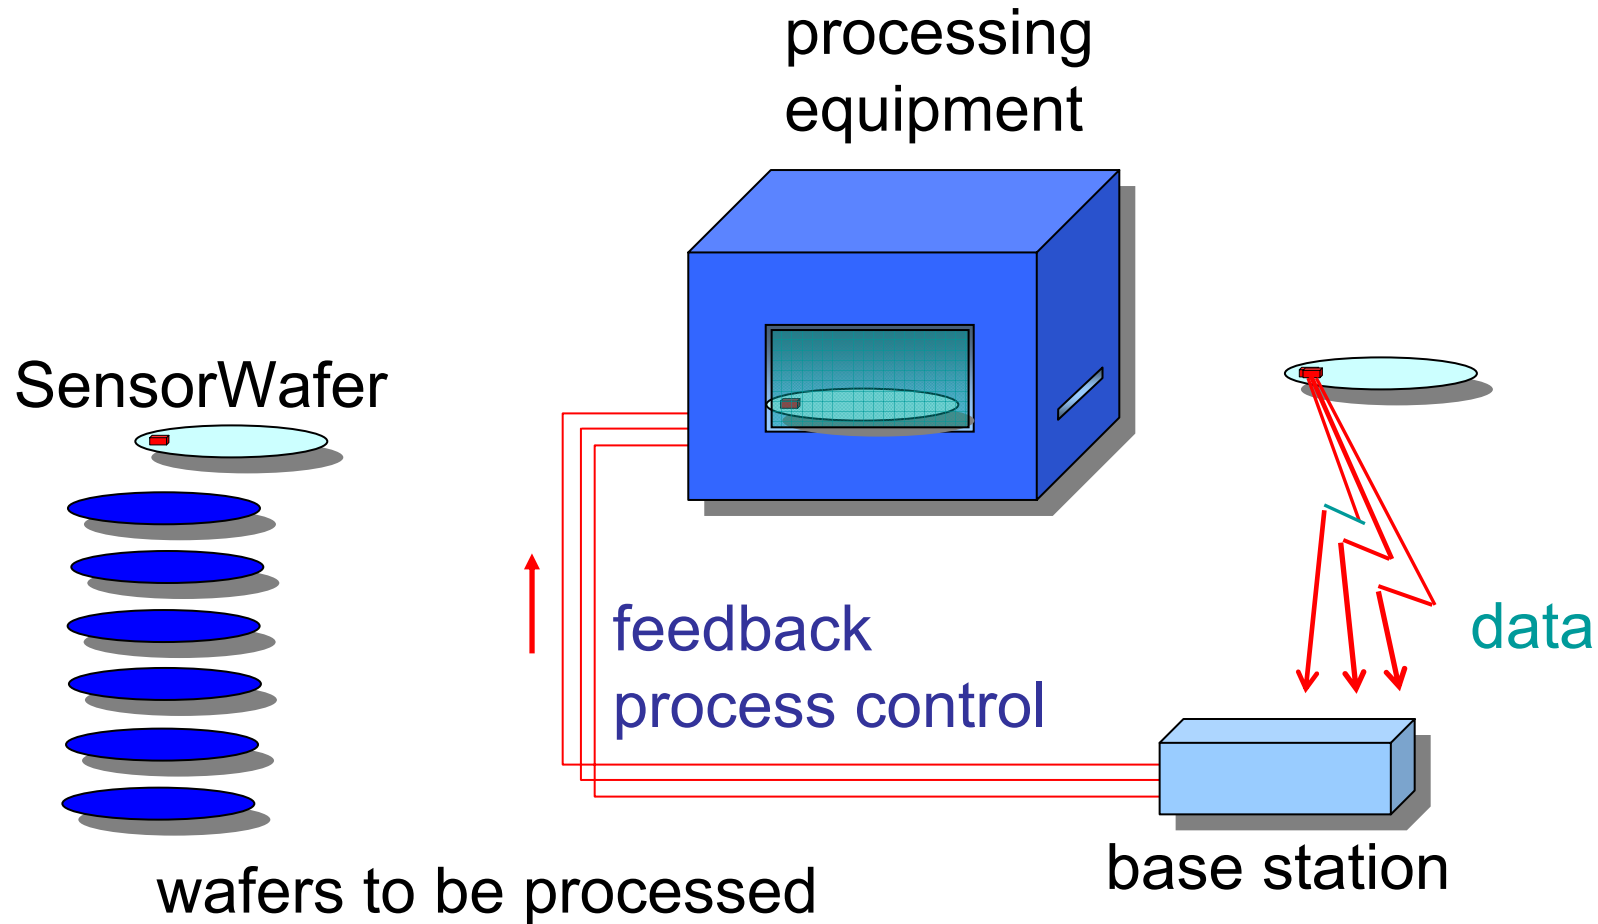 processing
equipment
SensorWafer
feedback
process control
data
base station
wafers to be processed